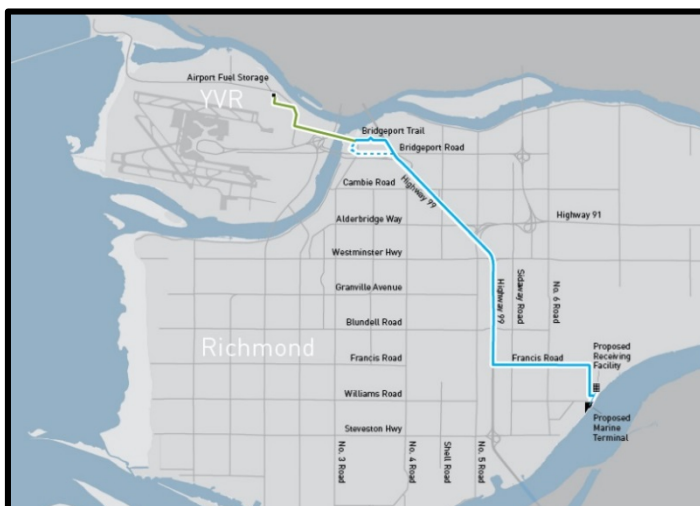 Airport Fuel Storage
YVR
Bridgeport Trail
Bridgeport Road
Cambie Road
Highway 99
Alderbridge Way
Highway 91
Westminster Hwy
Granville Avenue
Highway 99
Sidaway Road
No. 6 Road
Blundell Road
Richmond
Francis Road
Francis Road
Proposed
Receiving
Facility
Williams Road
Proposed
Marine
Terminal
Steveston Hwy
No. 3 Road
No. 4 Road
Shell Road
No. 5 Road